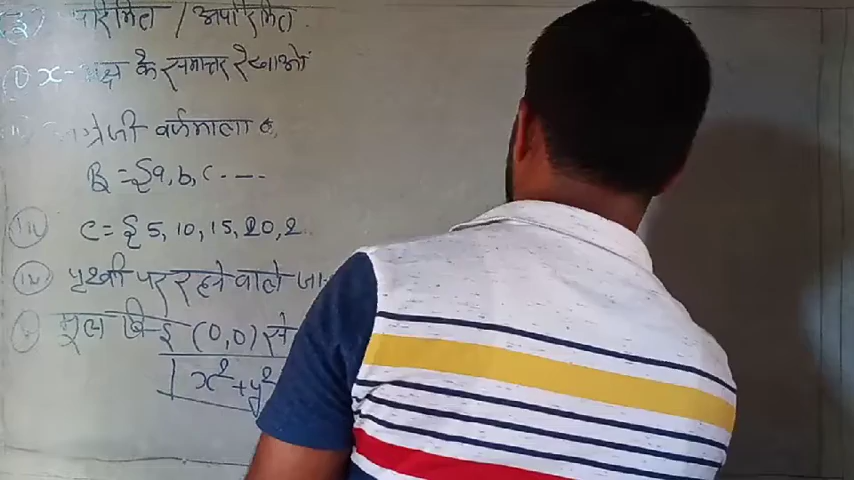 (2) परिमित / अपरिमित
(i) x-अक्ष के समान्तर रेखाओं
अंग्रेजी वर्णमाला के
B = {a, b, c ---
(iii) C = { 5, 10, 15, 20, 2
(iv) पृथ्वी पर रहने वाले जा
(v) मूल बिन्दु (0,0) से
x² + y²